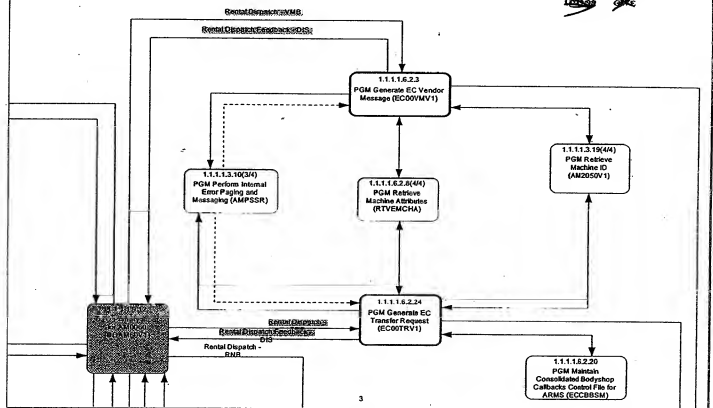 Rental Dispatch - VMB
Rental Dispatch Feedback - DIS
1.1.1.1.6.2.3
PGM Generate EC Vendor
Message (EC00VMV1)
1.1.1.1.3.10(3/4)
PGM Perform Internal
Error Paging and
Messaging (AMPSSR)
1.1.1.1.6.2.8(4/4)
PGM Retrieve
Machine Attributes
(RTVEMCHA)
1.1.1.1.3.19(4/4)
PGM Retrieve
Machine ID
(AM2050V1)
1.1.1.1.6.2.24
PGM Generate EC
Transfer Request
(EC00TRV1)
Rental Dispatch
Rental Dispatch Feedback
DIS
Rental Dispatch -
RNB
1.1.1.1.6.2.20
PGM Maintain
Consolidated Bodyshop
Callbacks Control File for
ARMS (ECCBBSM)
3